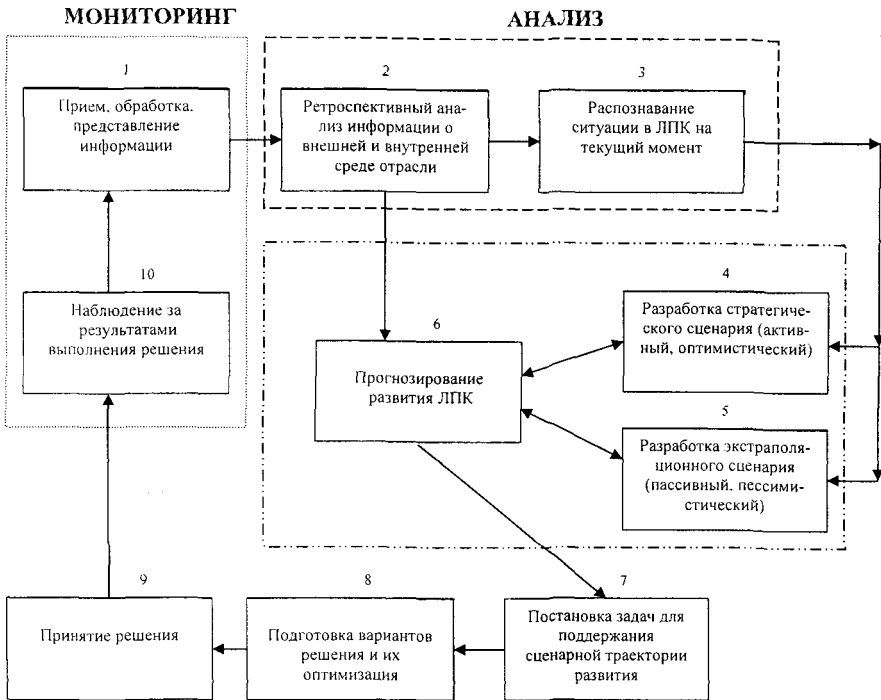 МОНИТОРИНГ
АНАЛИЗ
1
Прием, обработка.
представление
информации
2
Ретроспективный ана-
лиз информации о
внешней и внутренней
среде отрасли
3
Распознавание
ситуации в ЛПК на
текущий момент
10
Наблюдение за
результатами
выполнения решения
4
Разработка стратегиче-
ского сценария (актив-
ный, оптимистический)
6
Прогнозирование
развития ЛПК
5
Разработка экстраполя-
ционного сценария
(пассивный. пессими-
стический)
9
Принятие решения
8
Подготовка вариантов
решения и их
оптимизация
7
Постановка задач для
поддержания
сценарной траектории
развития